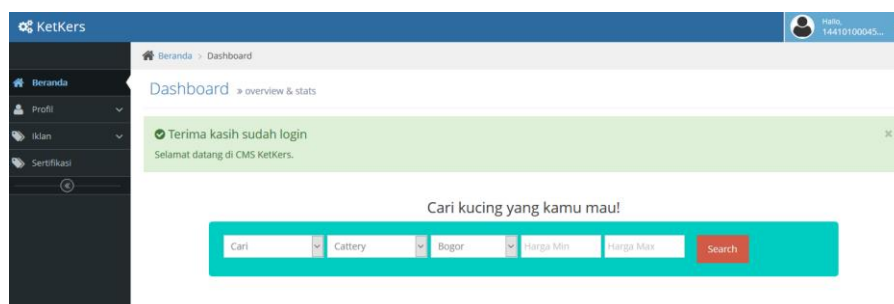 KetKers
Hallo,
14410100045...
Beranda > Dashboard
Beranda
Profil
Iklan
Sertifikasi
Dashboard » overview & stats
Terima kasih sudah login
Selamat datang di CMS KetKers.
Cari kucing yang kamu mau!
Cari Cattery Bogor Harga Min Harga Max Search